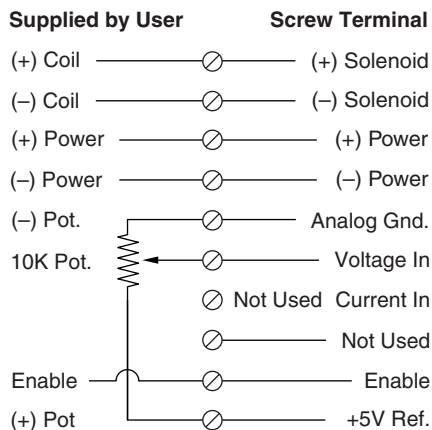 Supplied by User Screw Terminal
(+) Coil (+) Solenoid
(–) Coil (–) Solenoid
(+) Power (+) Power
(–) Power (–) Power
(–) Pot. Analog Gnd.
10K Pot. Voltage In
Not Used Current In
Not Used
Enable Enable
(+) Pot +5V Ref.